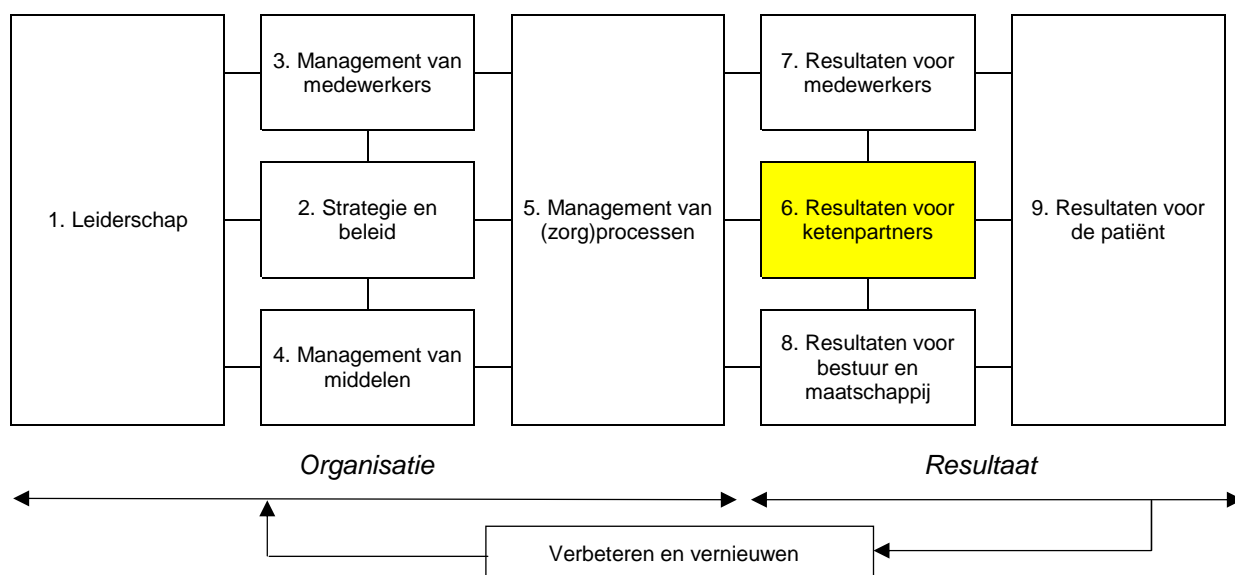 1. Leiderschap
3. Management van
medewerkers
2. Strategie en
beleid
4. Management van
middelen
5. Management van
(zorg)processen
7. Resultaten voor
medewerkers
6. Resultaten voor
ketenpartners
8. Resultaten voor
bestuur en
maatschappij
9. Resultaten voor
de patiënt
Organisatie
Resultaat
Verbeteren en vernieuwen